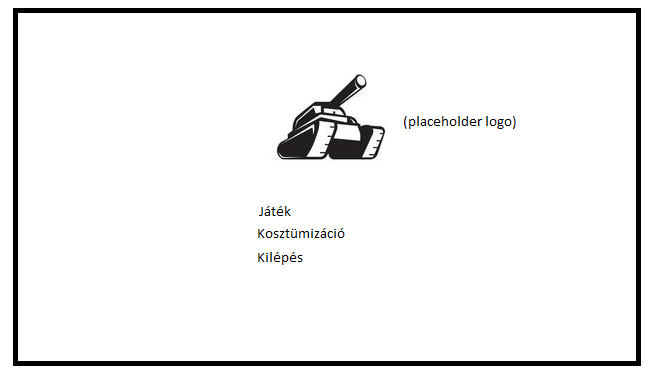 (placeholder logo)
Játék
Kosztümizáció
Kilépés